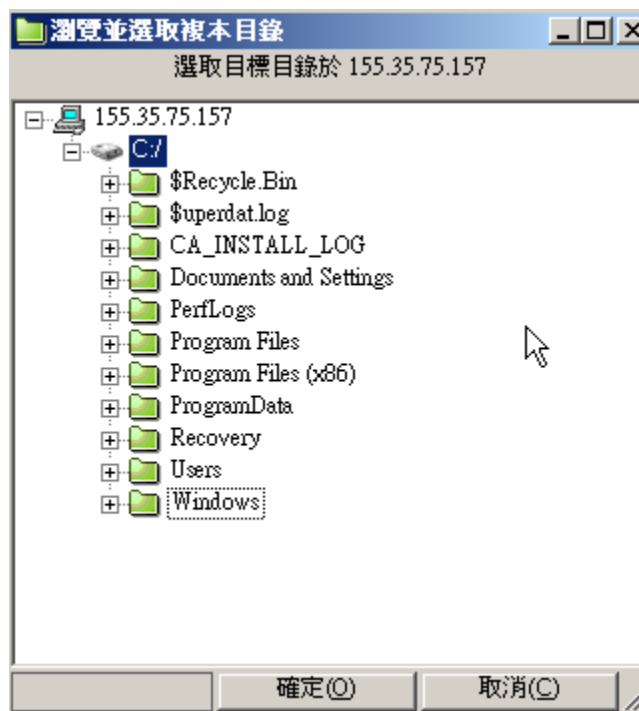 瀏覽並選取複本目錄
選取目標目錄於 155.35.75.157
155.35.75.157
C:/
$Recycle.Bin
$uperdat.log
CA_INSTALL_LOG
Documents and Settings
PerfLogs
Program Files
Program Files (x86)
ProgramData
Recovery
Users
Windows
確定(O)
取消(C)